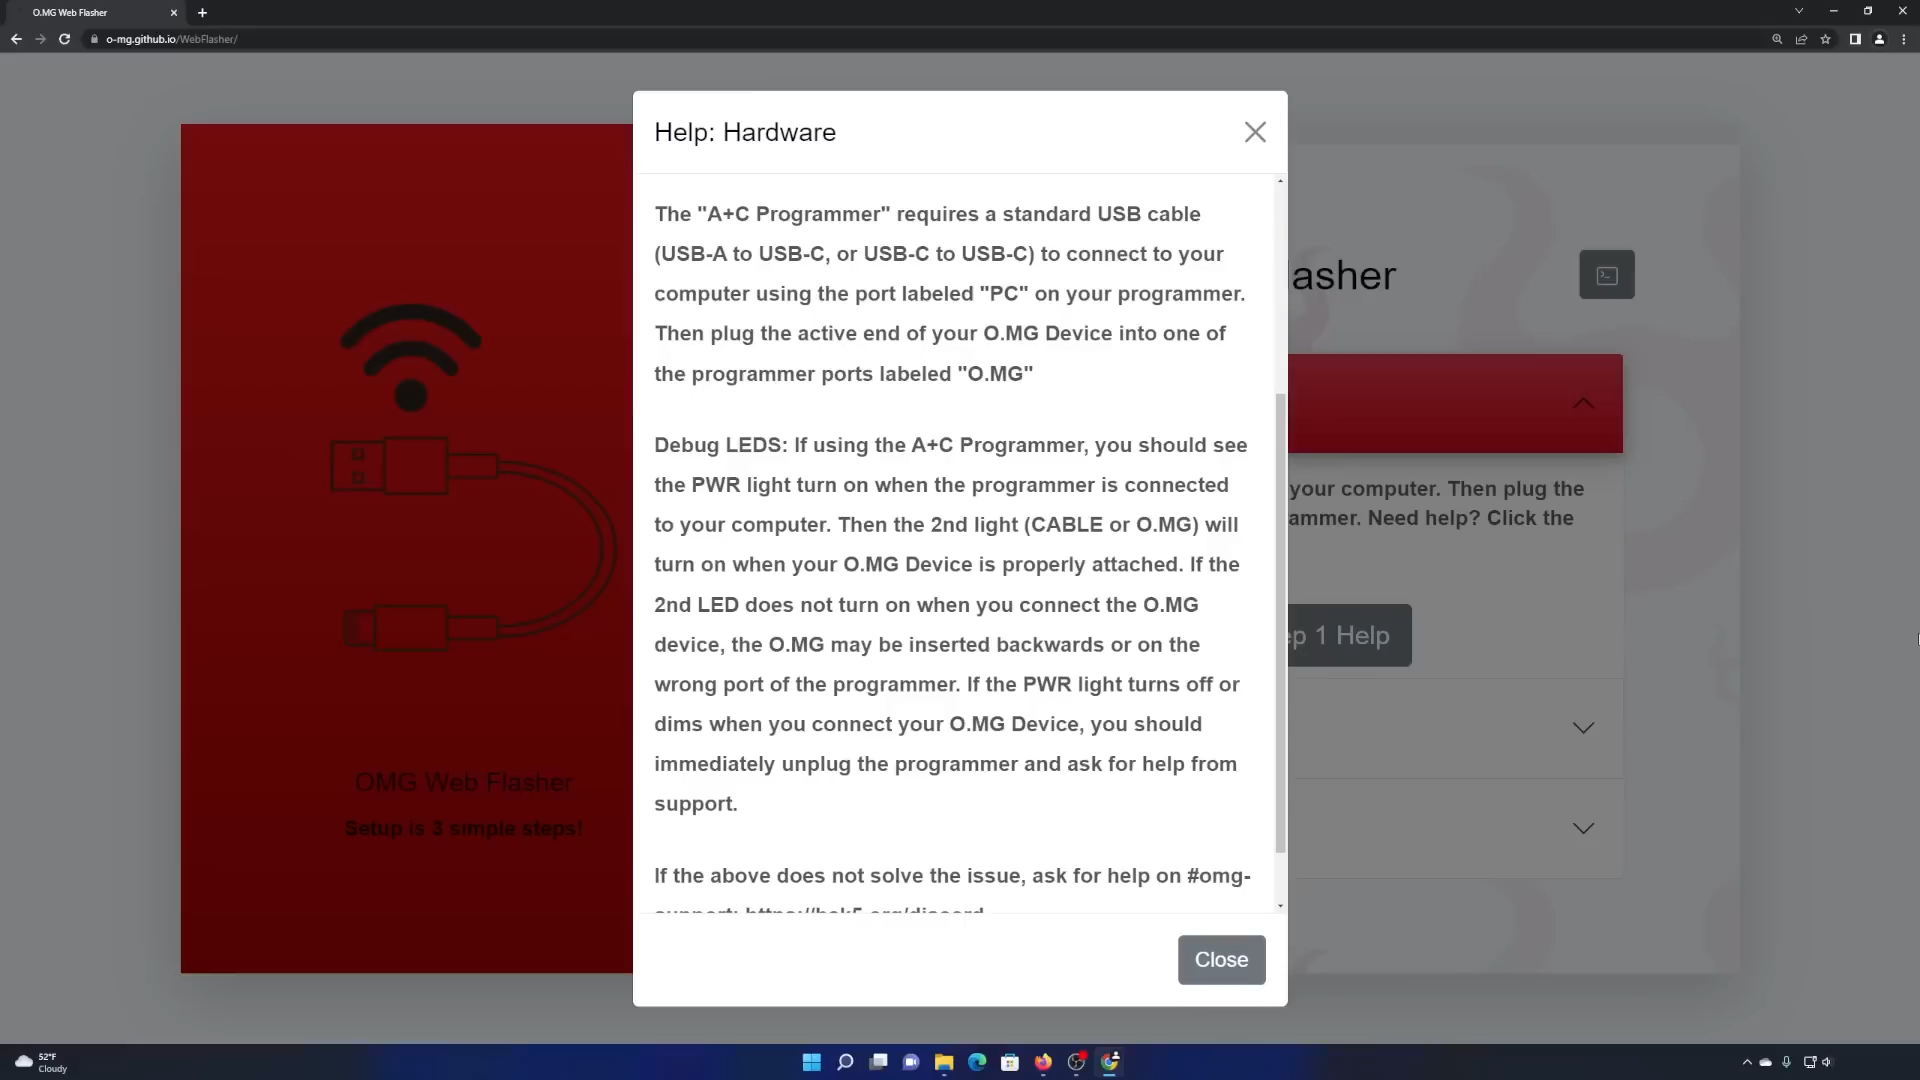 O.MG Web Flasher
o-mg.github.io/WebFlasher/
Help: Hardware
The "A+C Programmer" requires a standard USB cable
(USB-A to USB-C, or USB-C to USB-C) to connect to your
computer using the port labeled "PC" on your programmer.
Then plug the active end of your O.MG Device into one of
the programmer ports labeled "O.MG"
Debug LEDS: If using the A+C Programmer, you should see
the PWR light turn on when the programmer is connected
to your computer. Then the 2nd light (CABLE or O.MG) will
turn on when your O.MG Device is properly attached. If the
2nd LED does not turn on when you connect the O.MG
device, the O.MG may be inserted backwards or on the
wrong port of the programmer. If the PWR light turns off or
dims when you connect your O.MG Device, you should
immediately unplug the programmer and ask for help from
support.
If the above does not solve the issue, ask for help on #omg-
support: https://hak5.org/discord
Close
OMG Web Flasher
Setup is 3 simple steps!
lasher
your computer. Then plug the
ammer. Need help? Click the
ep 1 Help
52°F
Cloudy